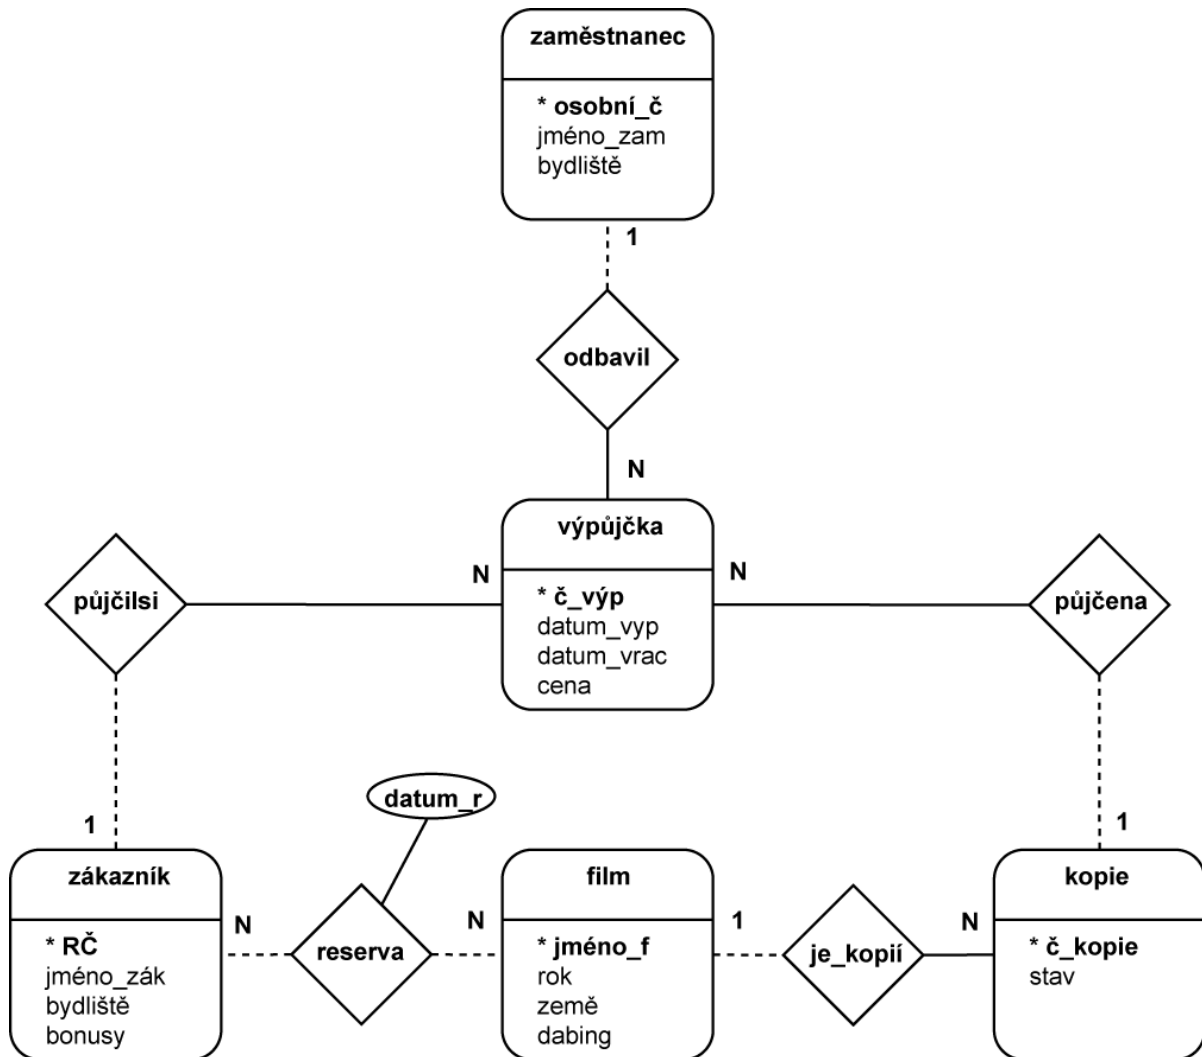 zaměstnanec
* osobní_č
jméno_zam
bydliště
1
odbavil
N
výpůjčka
* č_výp
datum_vyp
datum_vrac
cena
N
N
půjčilsi
půjčena
1
1
datum_r
zákazník
* RČ
jméno_zák
bydliště
bonusy
N
reserva
N
film
* jméno_f
rok
země
dabing
1
je_kopií
N
kopie
* č_kopie
stav